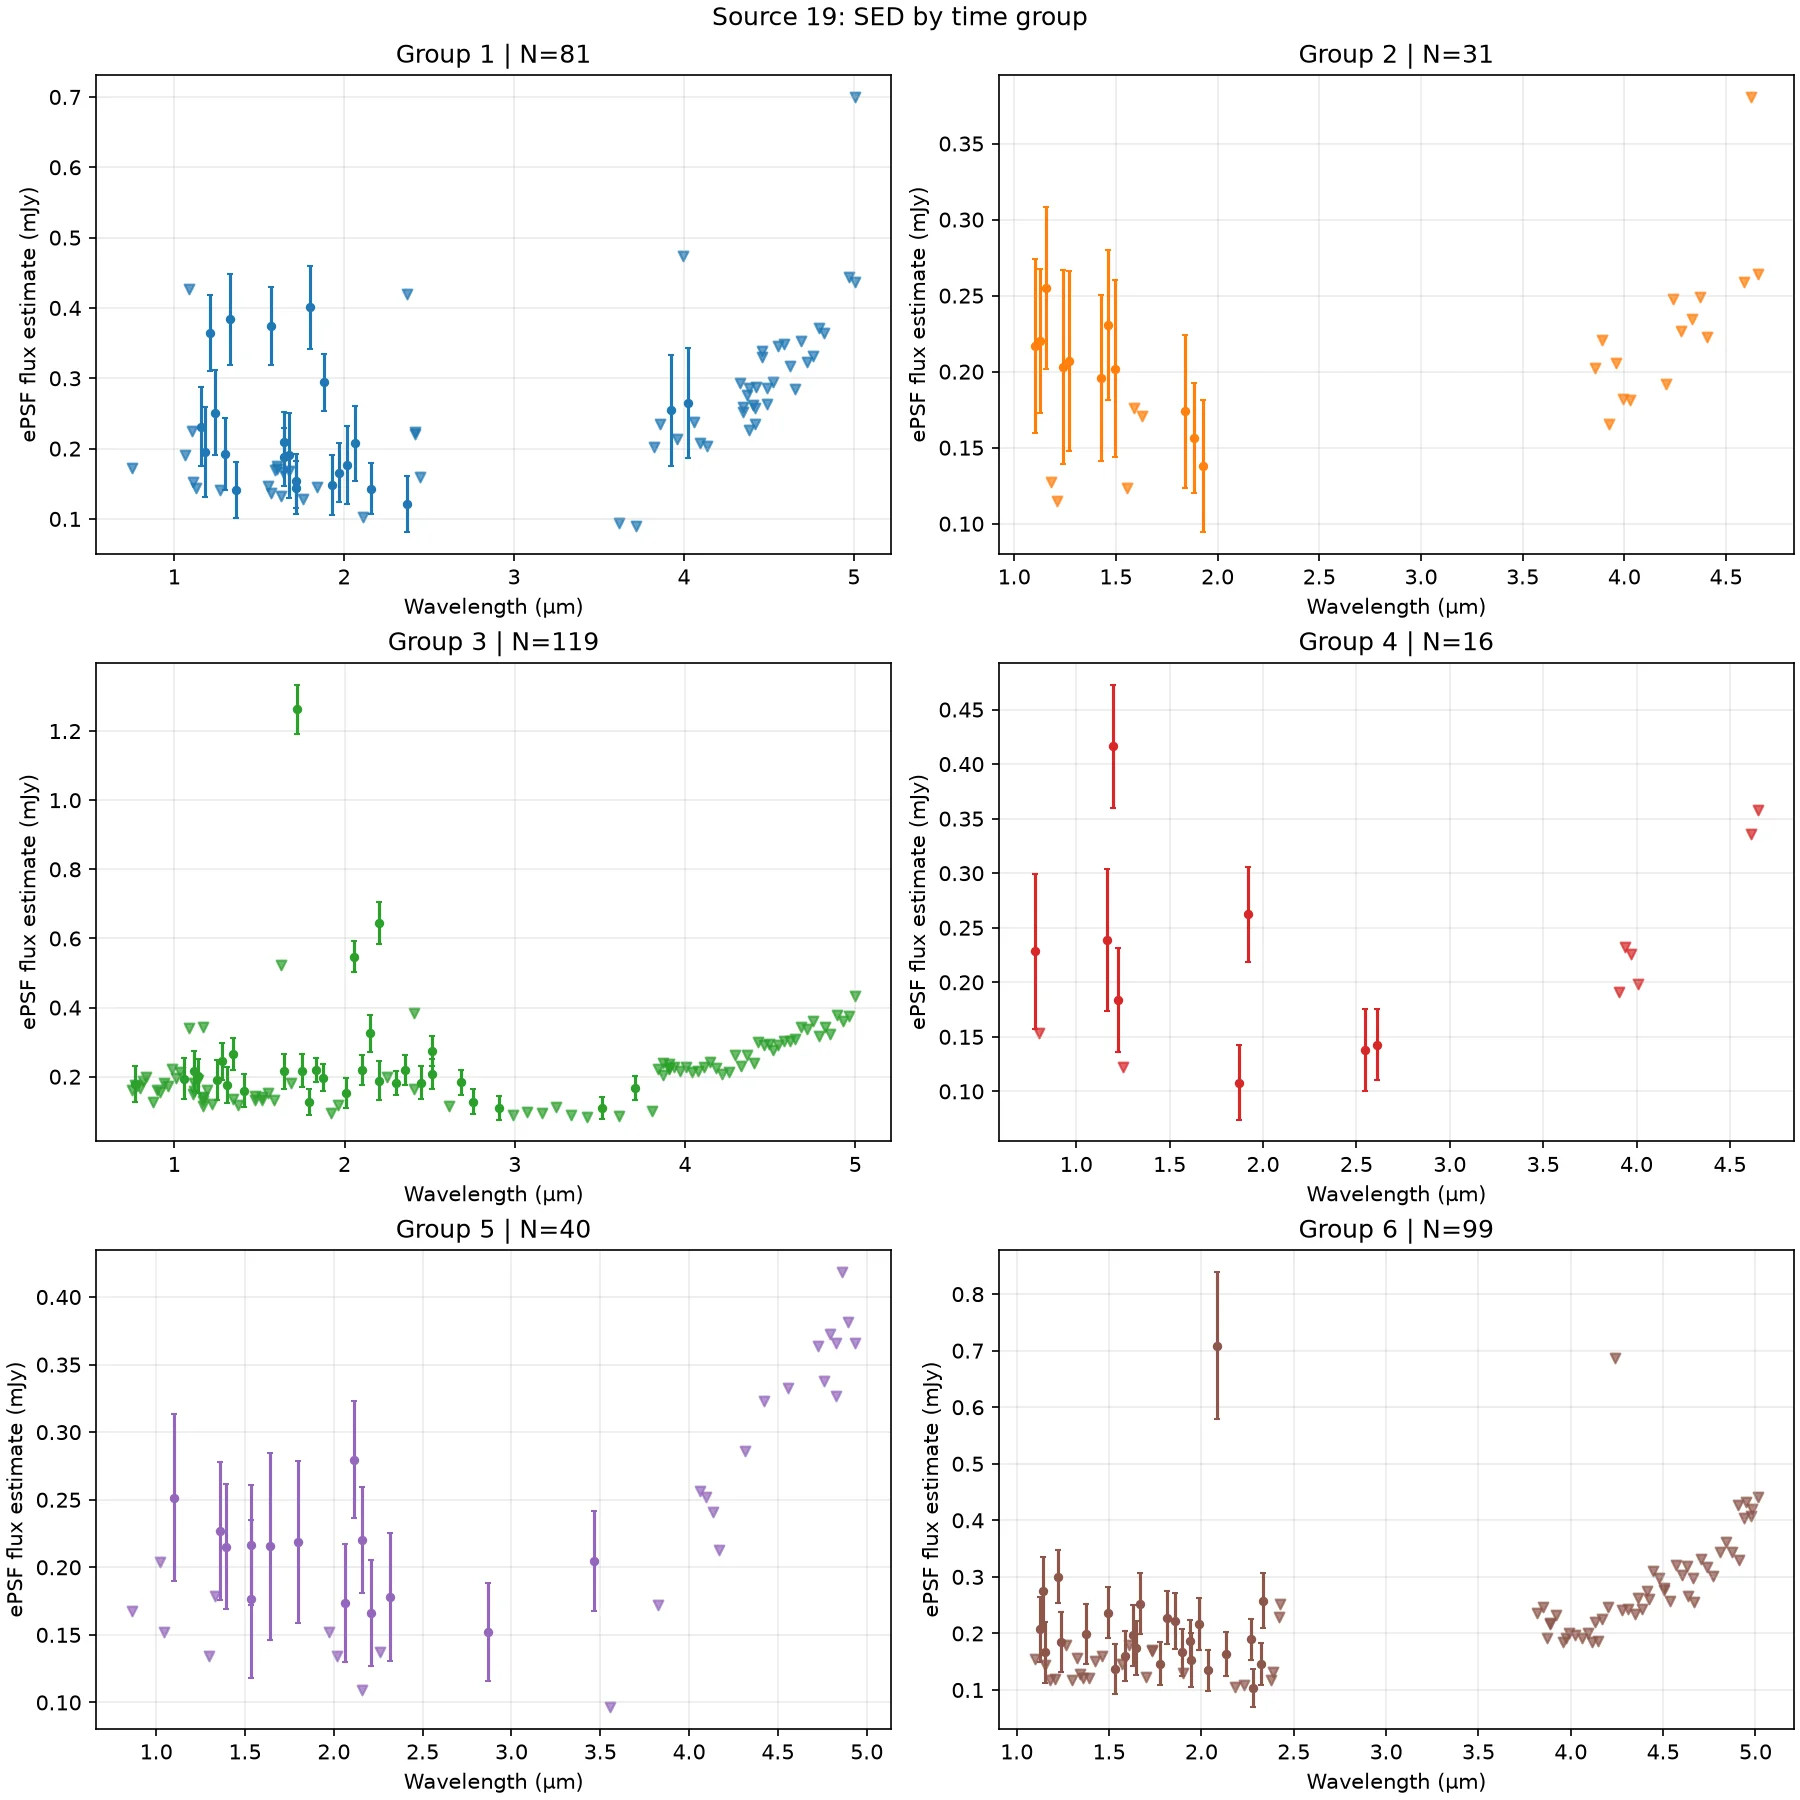 Source 19: SED by time group
Group 1 | N=81
0.7
0.6
0.5
0.4
0.3
0.2
0.1
ePSF flux estimate (mJy)
1 2 3 4 5
Wavelength (µm)
Group 2 | N=31
0.35
0.30
0.25
0.20
0.15
0.10
ePSF flux estimate (mJy)
1.0 1.5 2.0 2.5 3.0 3.5 4.0 4.5
Wavelength (µm)
Group 3 | N=119
1.2
1.0
0.8
0.6
0.4
0.2
ePSF flux estimate (mJy)
1 2 3 4 5
Wavelength (µm)
Group 4 | N=16
0.45
0.40
0.35
0.30
0.25
0.20
0.15
0.10
ePSF flux estimate (mJy)
1.0 1.5 2.0 2.5 3.0 3.5 4.0 4.5
Wavelength (µm)
Group 5 | N=40
0.40
0.35
0.30
0.25
0.20
0.15
0.10
ePSF flux estimate (mJy)
1.0 1.5 2.0 2.5 3.0 3.5 4.0 4.5 5.0
Wavelength (µm)
Group 6 | N=99
0.8
0.7
0.6
0.5
0.4
0.3
0.2
0.1
ePSF flux estimate (mJy)
1.0 1.5 2.0 2.5 3.0 3.5 4.0 4.5 5.0
Wavelength (µm)